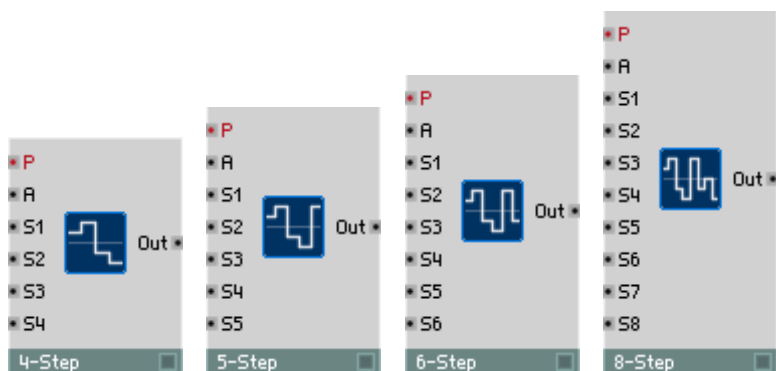 P
A
S1
S2
S3
S4
Out
4-Step
P
A
S1
S2
S3
S4
S5
Out
5-Step
P
A
S1
S2
S3
S4
S5
S6
Out
6-Step
P
A
S1
S2
S3
S4
S5
S6
S7
S8
Out
8-Step